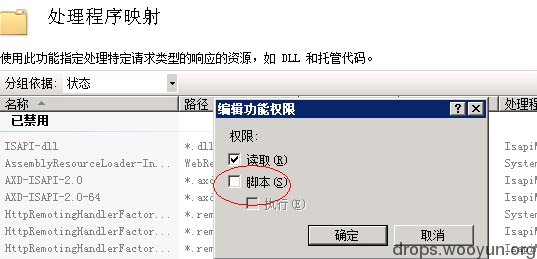 处理程序映射
使用此功能指定处理特定请求类型的响应的资源，如 DLL 和托管代码。
分组依据: 状态
名称 路径 处理程
已禁用
ISAPI-dll *.dll IsapiM
AssemblyResourceLoader-In... WebRe System
AXD-ISAPI-2.0 *.axd IsapiM
AXD-ISAPI-2.0-64 *.axd IsapiM
HttpRemotingHandlerFactor... *.rem System
HttpRemotingHandlerFactor... *.rem IsapiM
HttpRemotingHandlerFactor... *.rem IsapiM
编辑功能权限
权限:
读取(R)
脚本(S)
执行(E)
确定 取消
drops.wooyun.org